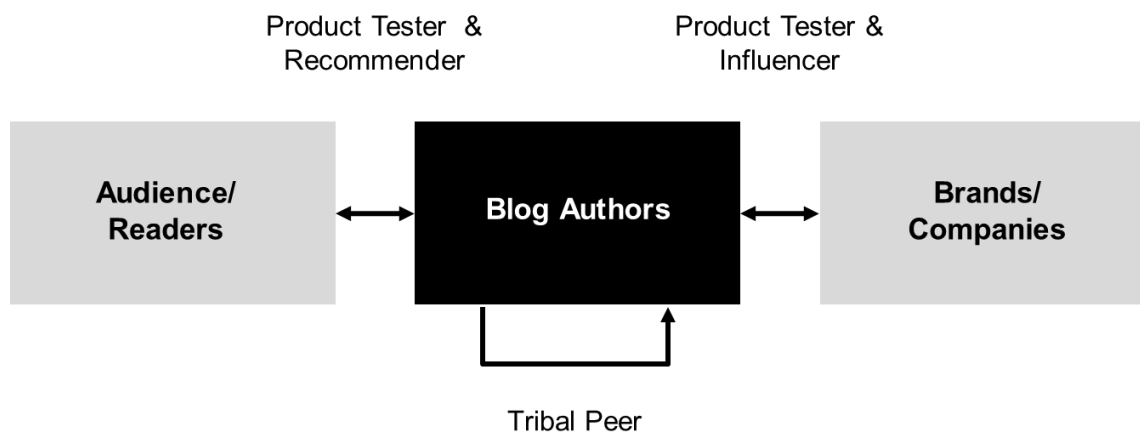 Product Tester &
Recommender
Product Tester &
Influencer
Audience/
Readers
Blog Authors
Brands/
Companies
Tribal Peer